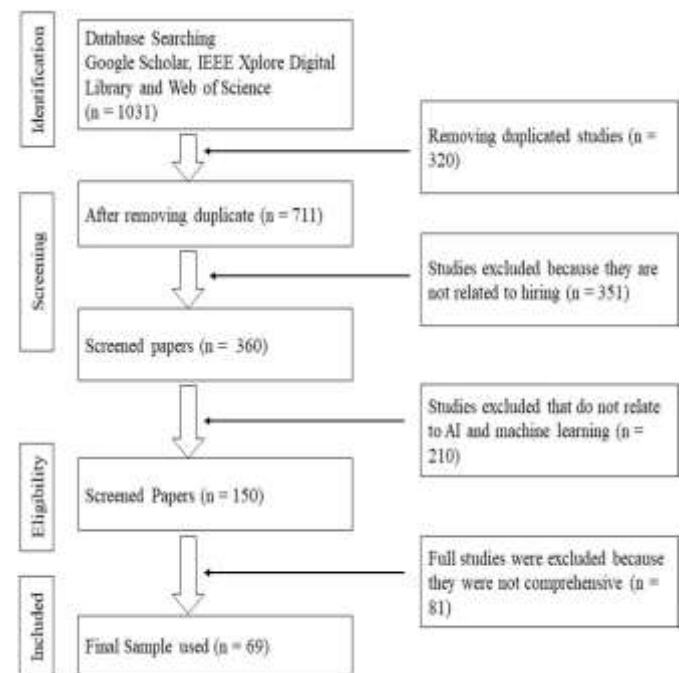 Identification
Database Searching
Google Scholar, IEEE Xplore Digital
Library and Web of Science
(n = 1031)
Removing duplicated studies (n =
320)
Screening
After removing duplicate (n = 711)
Studies excluded because they are
not related to hiring (n = 351)
Screened papers (n = 360)
Studies excluded that do not relate
to AI and machine learning (n =
210)
Eligibility
Screened Papers (n = 150)
Full studies were excluded because
they were not comprehensive (n =
81)
Included
Final Sample used (n = 69)